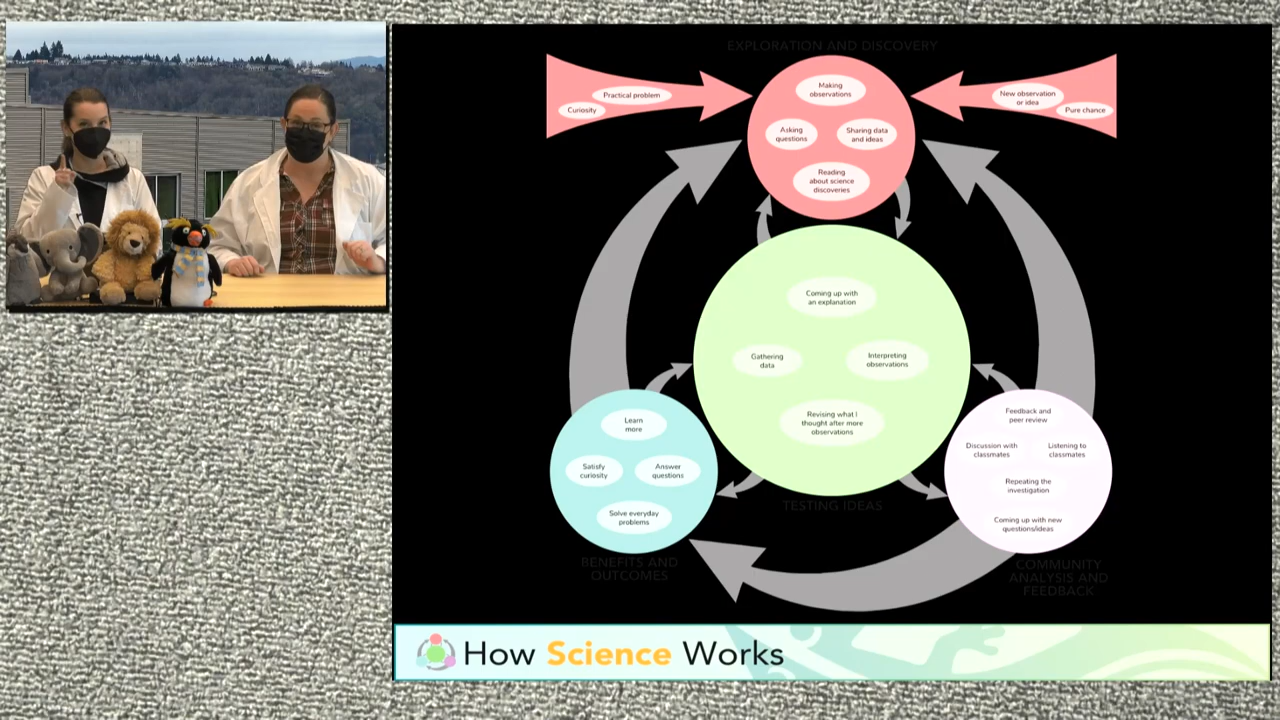 EXPLORATION AND DISCOVERY
Practical problem
Curiosity
New observation
or idea
Pure chance
Making
observations
Asking
questions
Sharing data
and ideas
Reading
about science
discoveries
Coming up with
an explanation
Gathering
data
Interpreting
observations
Revising what I
thought after more
observations
TESTING IDEAS
Learn
more
Satisfy
curiosity
Answer
questions
Solve everyday
problems
BENEFITS AND
OUTCOMES
Feedback and
peer review
Discussion with
classmates
Listening to
classmates
Repeating the
investigation
Coming up with new
questions/ideas
COMMUNITY
ANALYSIS AND
FEEDBACK
How Science Works